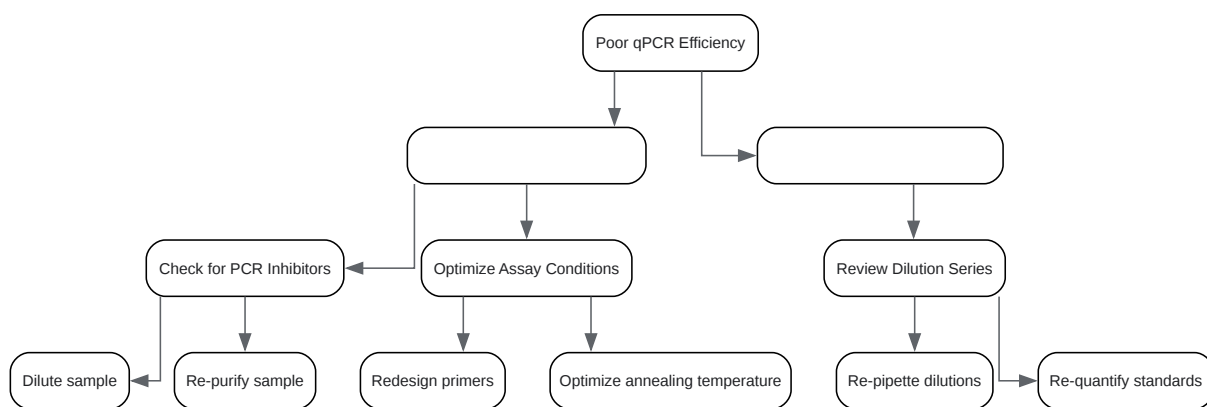 Poor qPCR Efficiency
Check for PCR Inhibitors
Optimize Assay Conditions
Review Dilution Series
Dilute sample
Re-purify sample
Redesign primers
Optimize annealing temperature
Re-pipette dilutions
Re-quantify standards